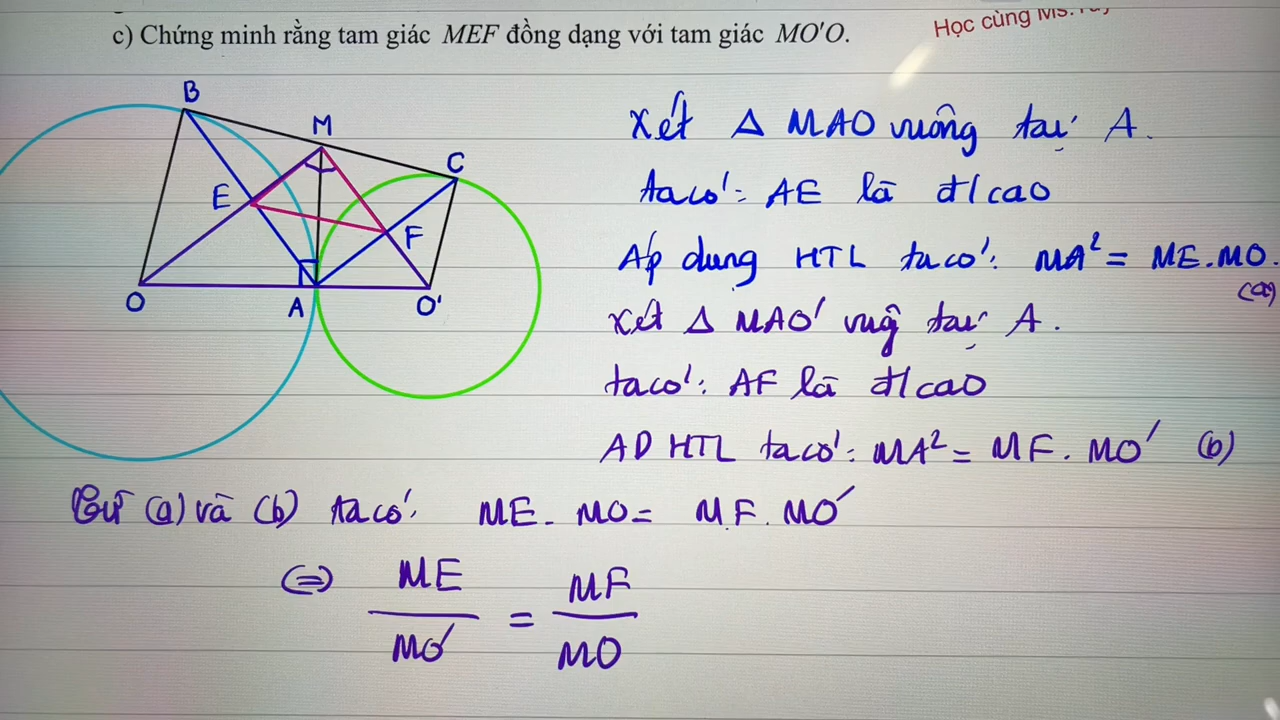 c) Chứng minh rằng tam giác MEF đồng dạng với tam giác MO'O.
Học cùng Ms.
B
M
C
E
F
O
A
O'
Xét Δ MAO vuông tại A.
ta có: AE là đ/cao
Áp dụng HTL ta có: MA² = ME.MO.
(a)
Xét Δ MAO' vug tại A.
ta có: AF là đ/cao
AD HTL ta có: MA² = MF. MO' (b)
Từ (a) và (b) ta có: ME. MO = MF. MO'
⇔ ME/MO' = MF/MO